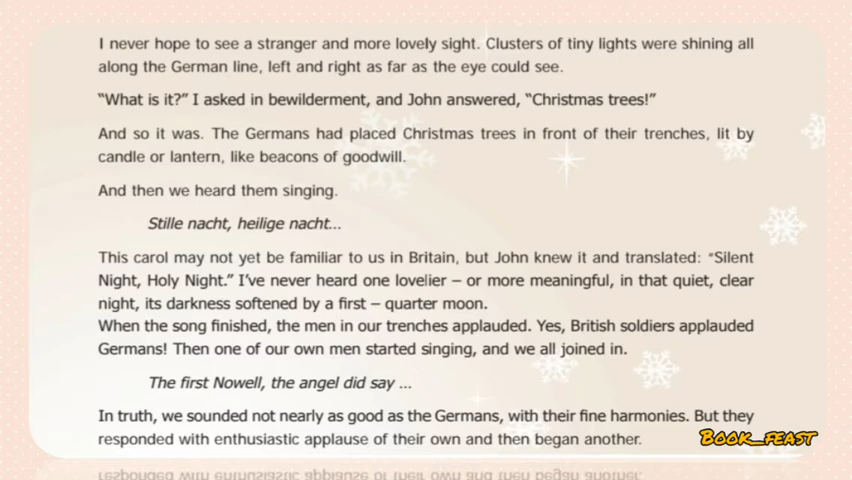 I never hope to see a stranger and more lovely sight. Clusters of tiny lights were shining all
along the German line, left and right as far as the eye could see.
“What is it?” I asked in bewilderment, and John answered, “Christmas trees!”
And so it was. The Germans had placed Christmas trees in front of their trenches, lit by
candle or lantern, like beacons of goodwill.
And then we heard them singing.
Stille nacht, heilige nacht...
This carol may not yet be familiar to us in Britain, but John knew it and translated: “Silent
Night, Holy Night.” I’ve never heard one lovelier – or more meaningful, in that quiet, clear
night, its darkness softened by a first – quarter moon.
When the song finished, the men in our trenches applauded. Yes, British soldiers applauded
Germans! Then one of our own men started singing, and we all joined in.
The first Nowell, the angel did say ...
In truth, we sounded not nearly as good as the Germans, with their fine harmonies. But they
responded with enthusiastic applause of their own and then began another.
Book_feast